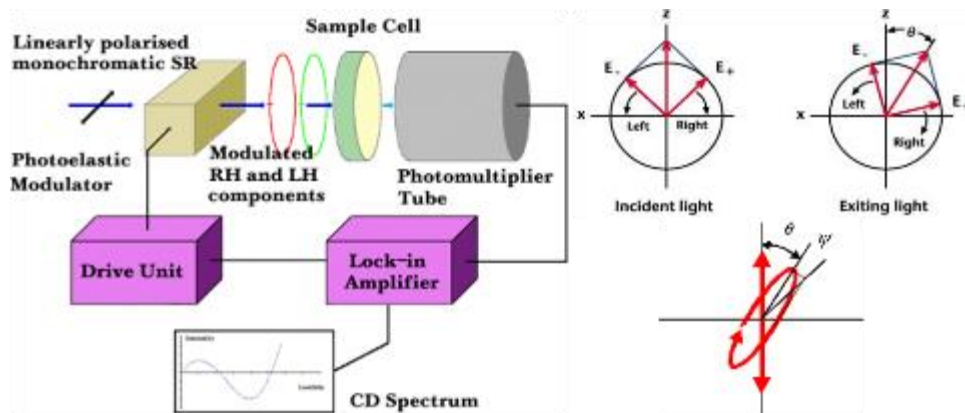 Sample Cell
Linearly polarised
monochromatic SR
Photoelastic
Modulator
Modulated
RH and LH
components
Photomultiplier
Tube
Drive Unit
Lock-in
Amplifier
CD Spectrum
z
E-
E+
x
Left
Right
Incident light
z
θ
E-
E
x
Left
Right
Exiting light
θ
ψ